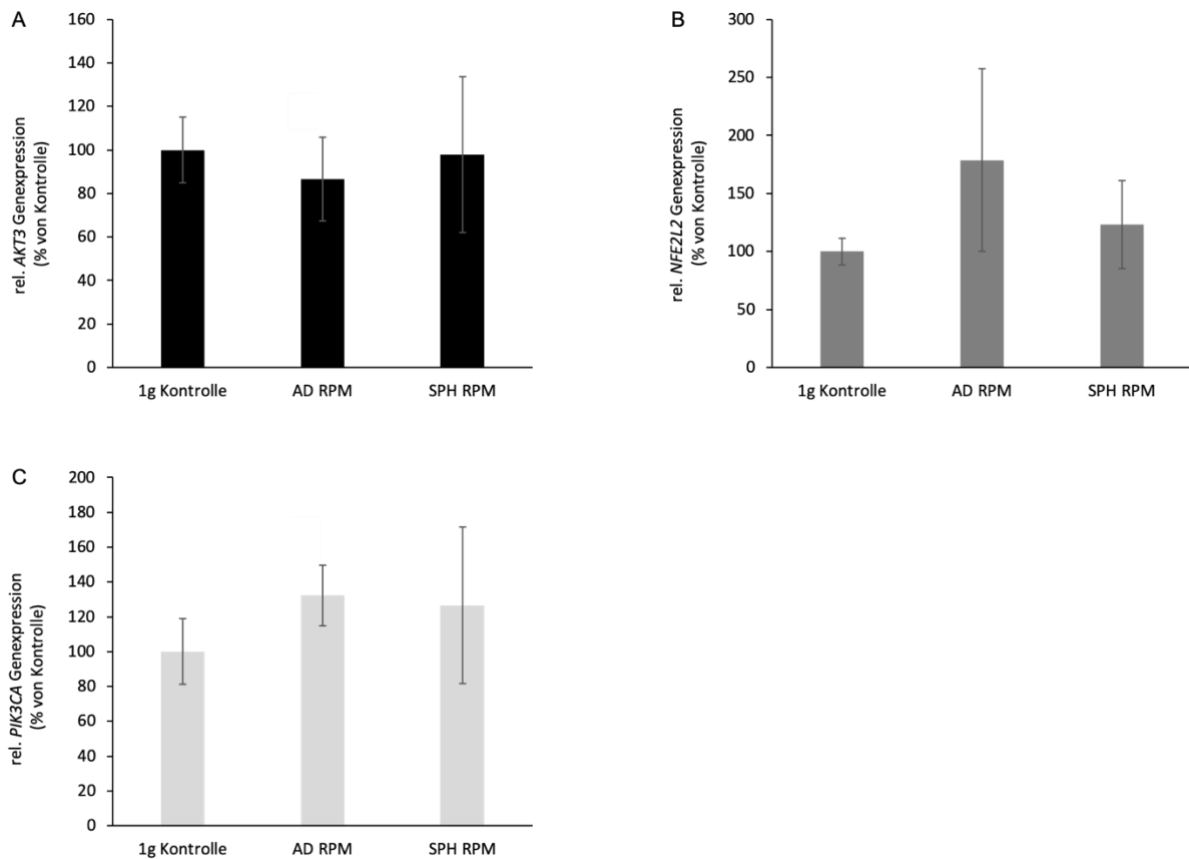 A
160
140
120
100
80
60
40
20
0
rel. AKT3 Genexpression
(% von Kontrolle)
1g Kontrolle AD RPM SPH RPM
B
300
250
200
150
100
50
0
rel. NFE2L2 Genexpression
(% von Kontrolle)
1g Kontrolle AD RPM SPH RPM
C
200
180
160
140
120
100
80
60
40
20
0
rel. PIK3CA Genexpression
(% von Kontrolle)
1g Kontrolle AD RPM SPH RPM